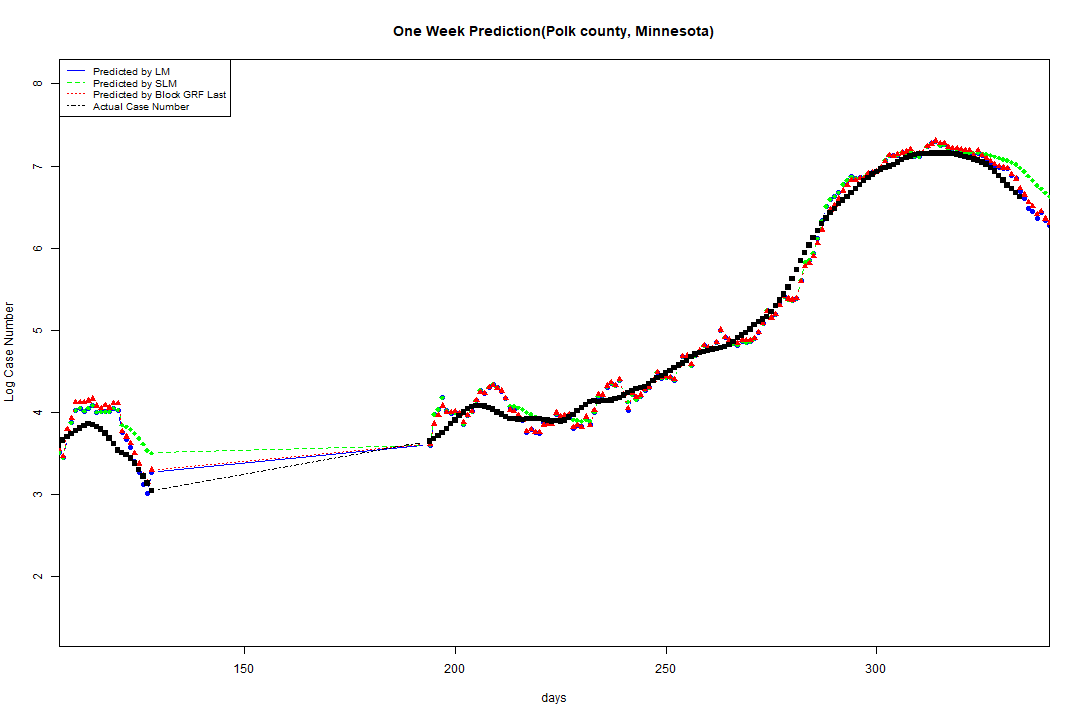 One Week Prediction(Polk county, Minnesota)
Predicted by LM
Predicted by SLM
Predicted by Block GRF Last
Actual Case Number
8
7
6
5
4
3
2
Log Case Number
150 200 250 300
days